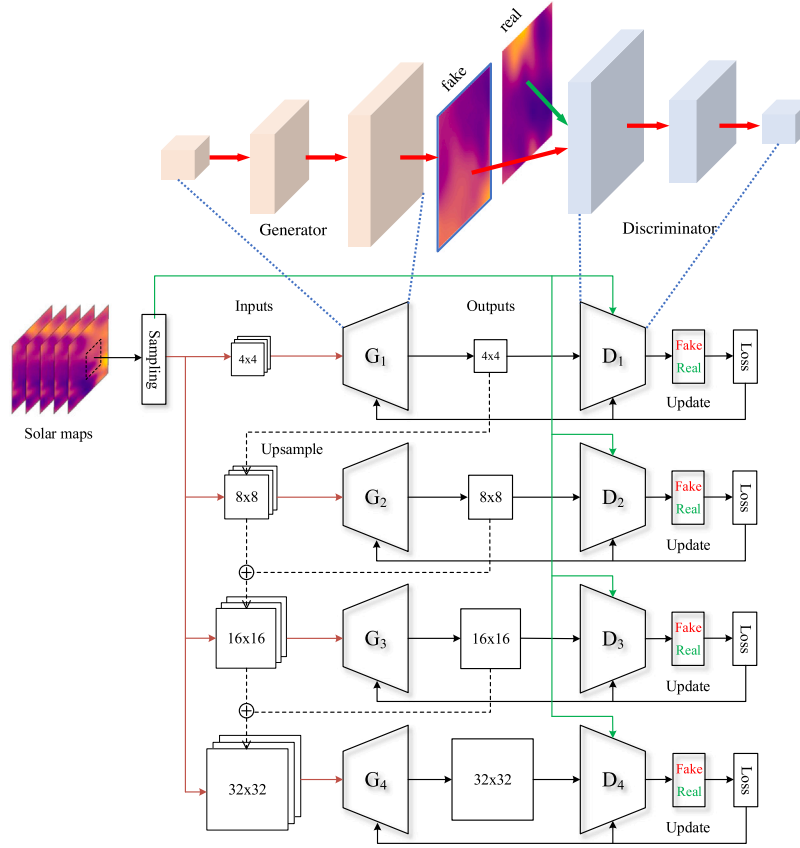 real
fake
Generator
Discriminator
Inputs
Outputs
Sampling
4x4
G1
4x4
D1
Fake
Real
Loss
Update
Solar maps
Upsample
8x8
G2
8x8
D2
Fake
Real
Loss
Update
16x16
G3
16x16
D3
Fake
Real
Loss
Update
32x32
G4
32x32
D4
Fake
Real
Loss
Update